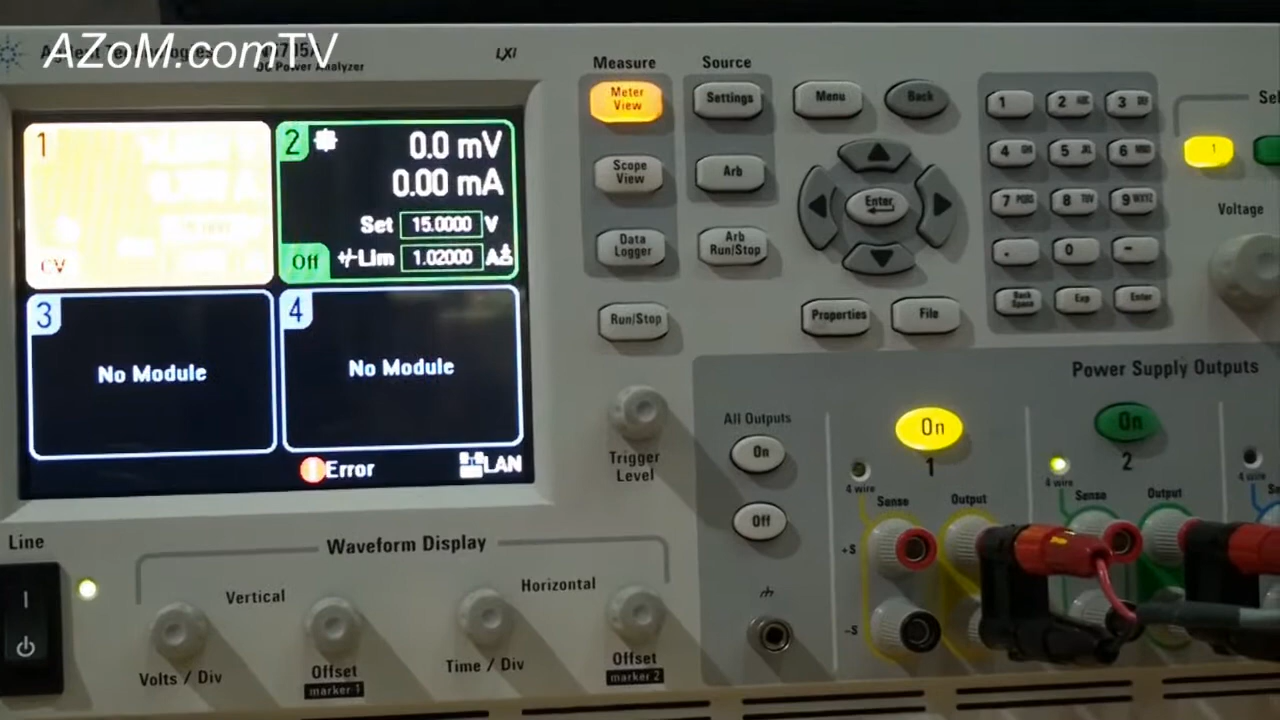 AZoM.comTV
Agilent Technologies
DC Power Analyzer
LXI
1
CV
2
0.0 mV
0.00 mA
Set 15.0000 V
Off +/-Lim 1.02000 A
3
No Module
4
No Module
Error
LAN
Measure
Meter View
Scope View
Data Logger
Run/Stop
Source
Settings
Arb
Arb Run/Stop
Menu
Back
Enter
Properties
File
1
2 ABC
3 DEF
4 GHI
5 JKL
6 MNO
7 PQRS
8 TUV
9 WXYZ
.
0
-
Back Space
Exp
Enter
1
Voltage
Trigger Level
Line
Waveform Display
Vertical
Horizontal
Volts / Div
Offset
marker 1
Time / Div
Offset
marker 2
Power Supply Outputs
All Outputs
On
Off
On
1
4 wire
Sense
Output
+S
-S
On
2
4 wire
Sense
Output
4 wire